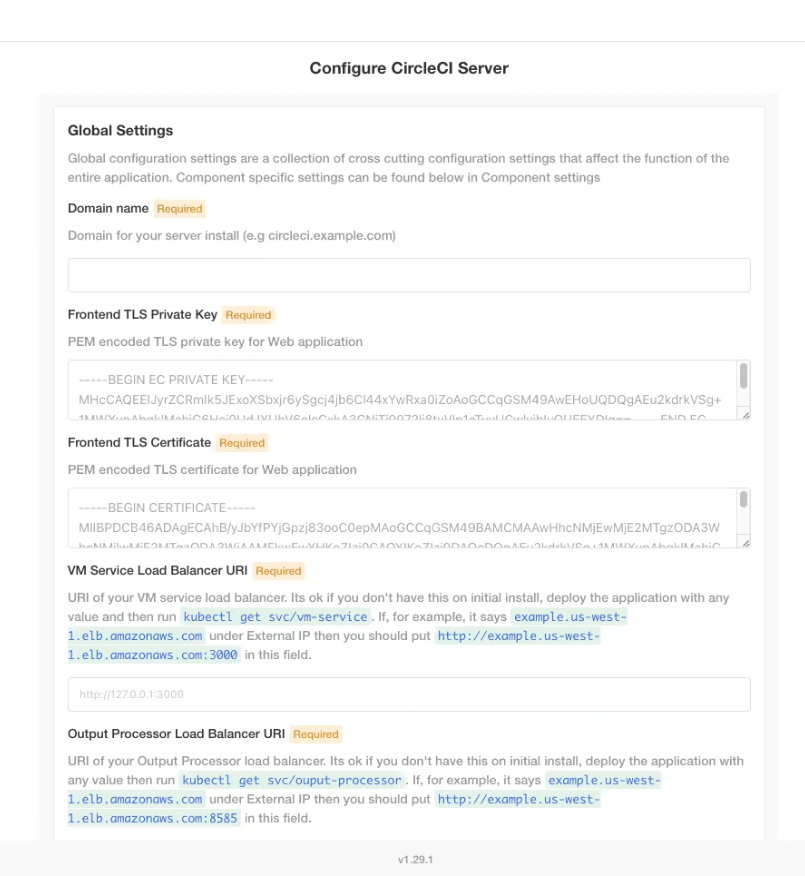 Configure CircleCI Server
Global Settings
Global configuration settings are a collection of cross cutting configuration settings that affect the function of the
entire application. Component specific settings can be found below in Component settings
Domain name Required
Domain for your server install (e.g circleci.example.com)
Frontend TLS Private Key Required
PEM encoded TLS private key for Web application
-----BEGIN EC PRIVATE KEY-----
Frontend TLS Certificate Required
PEM encoded TLS certificate for Web application
-----BEGIN CERTIFICATE-----
VM Service Load Balancer URI Required
URI of your VM service load balancer. Its ok if you don't have this on initial install, deploy the application with any
value and then run kubectl get svc/vm-service. If, for example, it says example.us-west-
1.elb.amazonaws.com under External IP then you should put http://example.us-west-
1.elb.amazonaws.com:3000 in this field.
http://127.0.0.1:3000
Output Processor Load Balancer URI Required
URI of your Output Processor load balancer. Its ok if you don't have this on initial install, deploy the application with
any value then run kubectl get svc/ouput-processor. If, for example, it says example.us-west-
1.elb.amazonaws.com under External IP then you should put http://example.us-west-
1.elb.amazonaws.com:8585 in this field.
v1.29.1